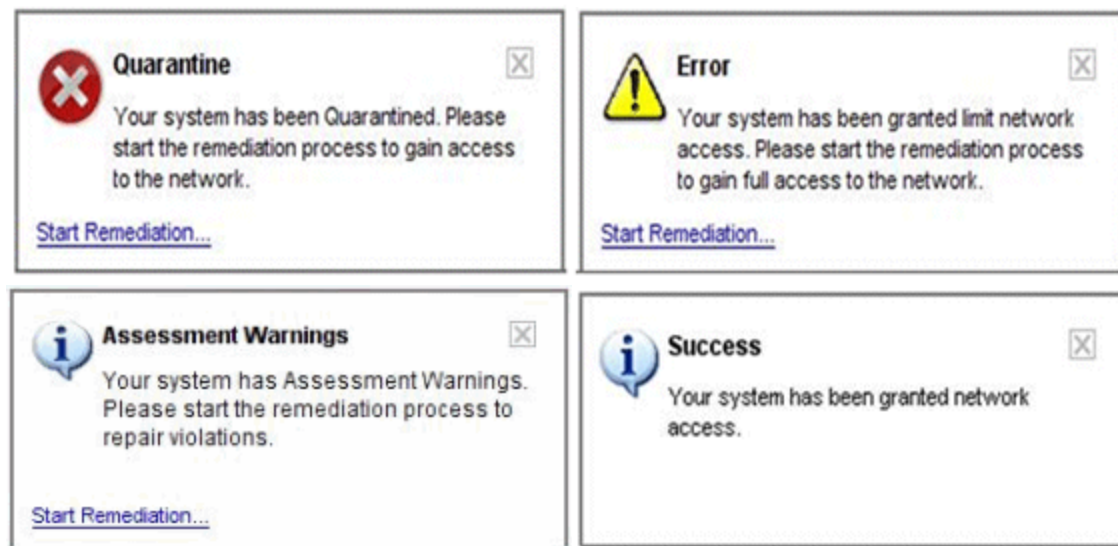 Quarantine
Your system has been Quarantined. Please
start the remediation process to gain access
to the network.
Start Remediation...
Error
Your system has been granted limit network
access. Please start the remediation process
to gain full access to the network.
Start Remediation...
Assessment Warnings
Your system has Assessment Warnings.
Please start the remediation process to
repair violations.
Start Remediation...
Success
Your system has been granted network
access.